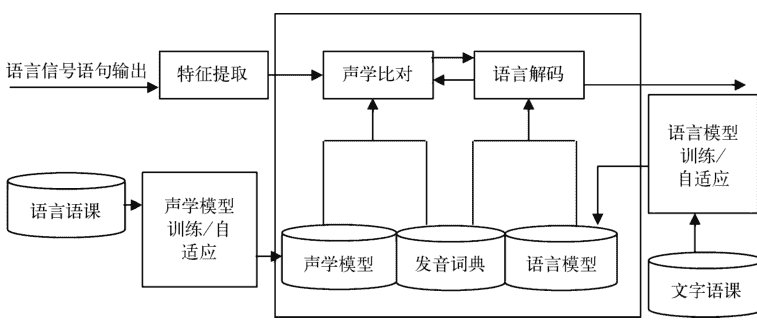 语言信号语句输出
特征提取
声学比对
语言解码
语言模型
训练/
自适应
语言语课
声学模型
训练/自
适应
声学模型
发音词典
语言模型
文字语课